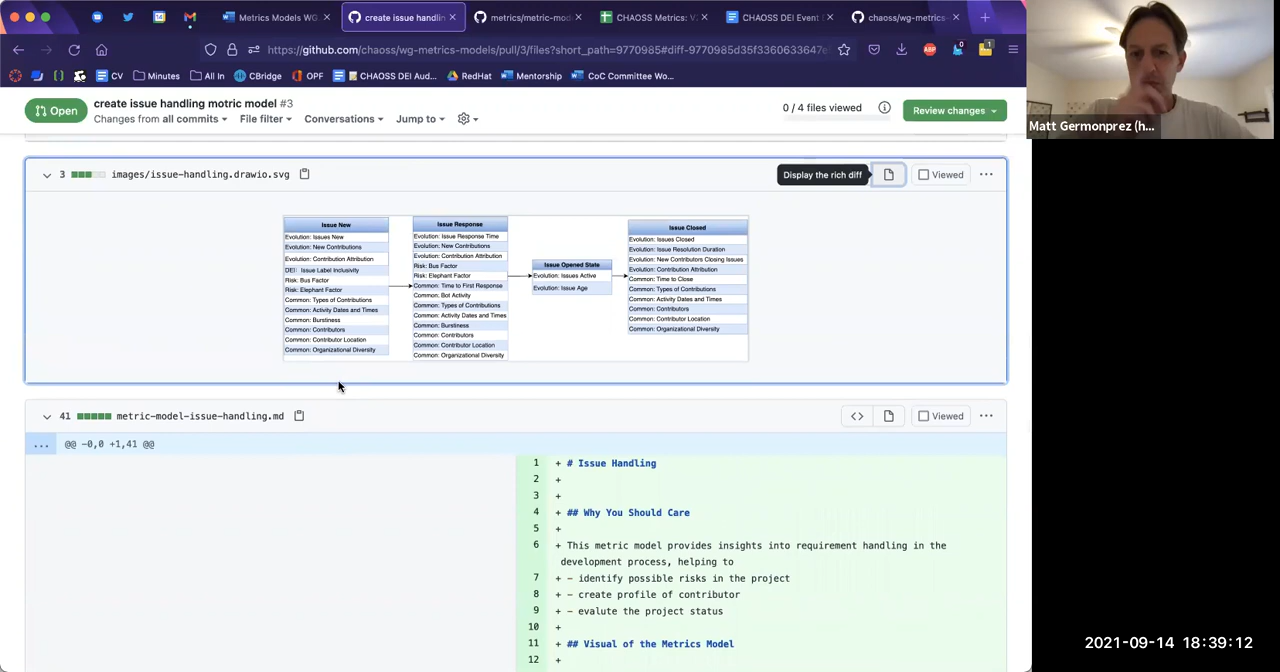 Metrics Models WG
create issue handlin
metrics/metric-mod
CHAOSS Metrics: V
CHAOSS DEI Event
chaoss/wg-metrics-
https://github.com/chaoss/wg-metrics-models/pull/3/files?short_path=9770985#diff-9770985d35f3360633647e
CV
Minutes
All In
CBridge
OPF
CHAOSS DEI Aud...
RedHat
Mentorship
CoC Committee Wo...
Matt Germonprez (h...
Open
create issue handling motric model #3
Changes from all commits
File filter
Conversations
Jump to
0 / 4 files viewed
Review changes
3
images/issue-handling.drawio.svg
Display the rich diff
Viewed
Issue New
Evolution: Issues New
Evolution: New Contributions
Evolution: Contribution Attribution
DEI: Issue Label Inclusivity
Risk: Bus Factor
Risk: Elephant Factor
Common: Types of Contributions
Common: Activity Dates and Times
Common: Burstiness
Common: Contributors
Common: Contributor Location
Common: Organizational Diversity
Issue Response
Evolution: Issue Response Time
Evolution: New Contributions
Evolution: Contribution Attribution
Risk: Bus Factor
Risk: Elephant Factor
Common: Time to First Response
Common: Bot Activity
Common: Types of Contributions
Common: Activity Dates and Times
Common: Burstiness
Common: Contributors
Common: Contributor Location
Common: Organizational Diversity
Issue Opened State
Evolution: Issues Active
Evolution: Issue Age
Issue Closed
Evolution: Issues Closed
Evolution: Issue Resolution Duration
Evolution: New Contributors Closing Issues
Evolution: Contribution Attribution
Common: Time to Close
Common: Types of Contributions
Common: Activity Dates and Times
Common: Contributors
Common: Contributor Location
Common: Organizational Diversity
41
metric-model-issue-handling.md
Viewed
... @@ -0,0 +1,41 @@
1 + # Issue Handling
2 +
3 +
4 + ## Why You Should Care
5 +
6 + This metric model provides insights into requirement handling in the
development process, helping to
7 + - identify possible risks in the project
8 + - create profile of contributor
9 + - evalute the project status
10 +
11 + ## Visual of the Metrics Model
12 +
2021-09-14 18:39:12